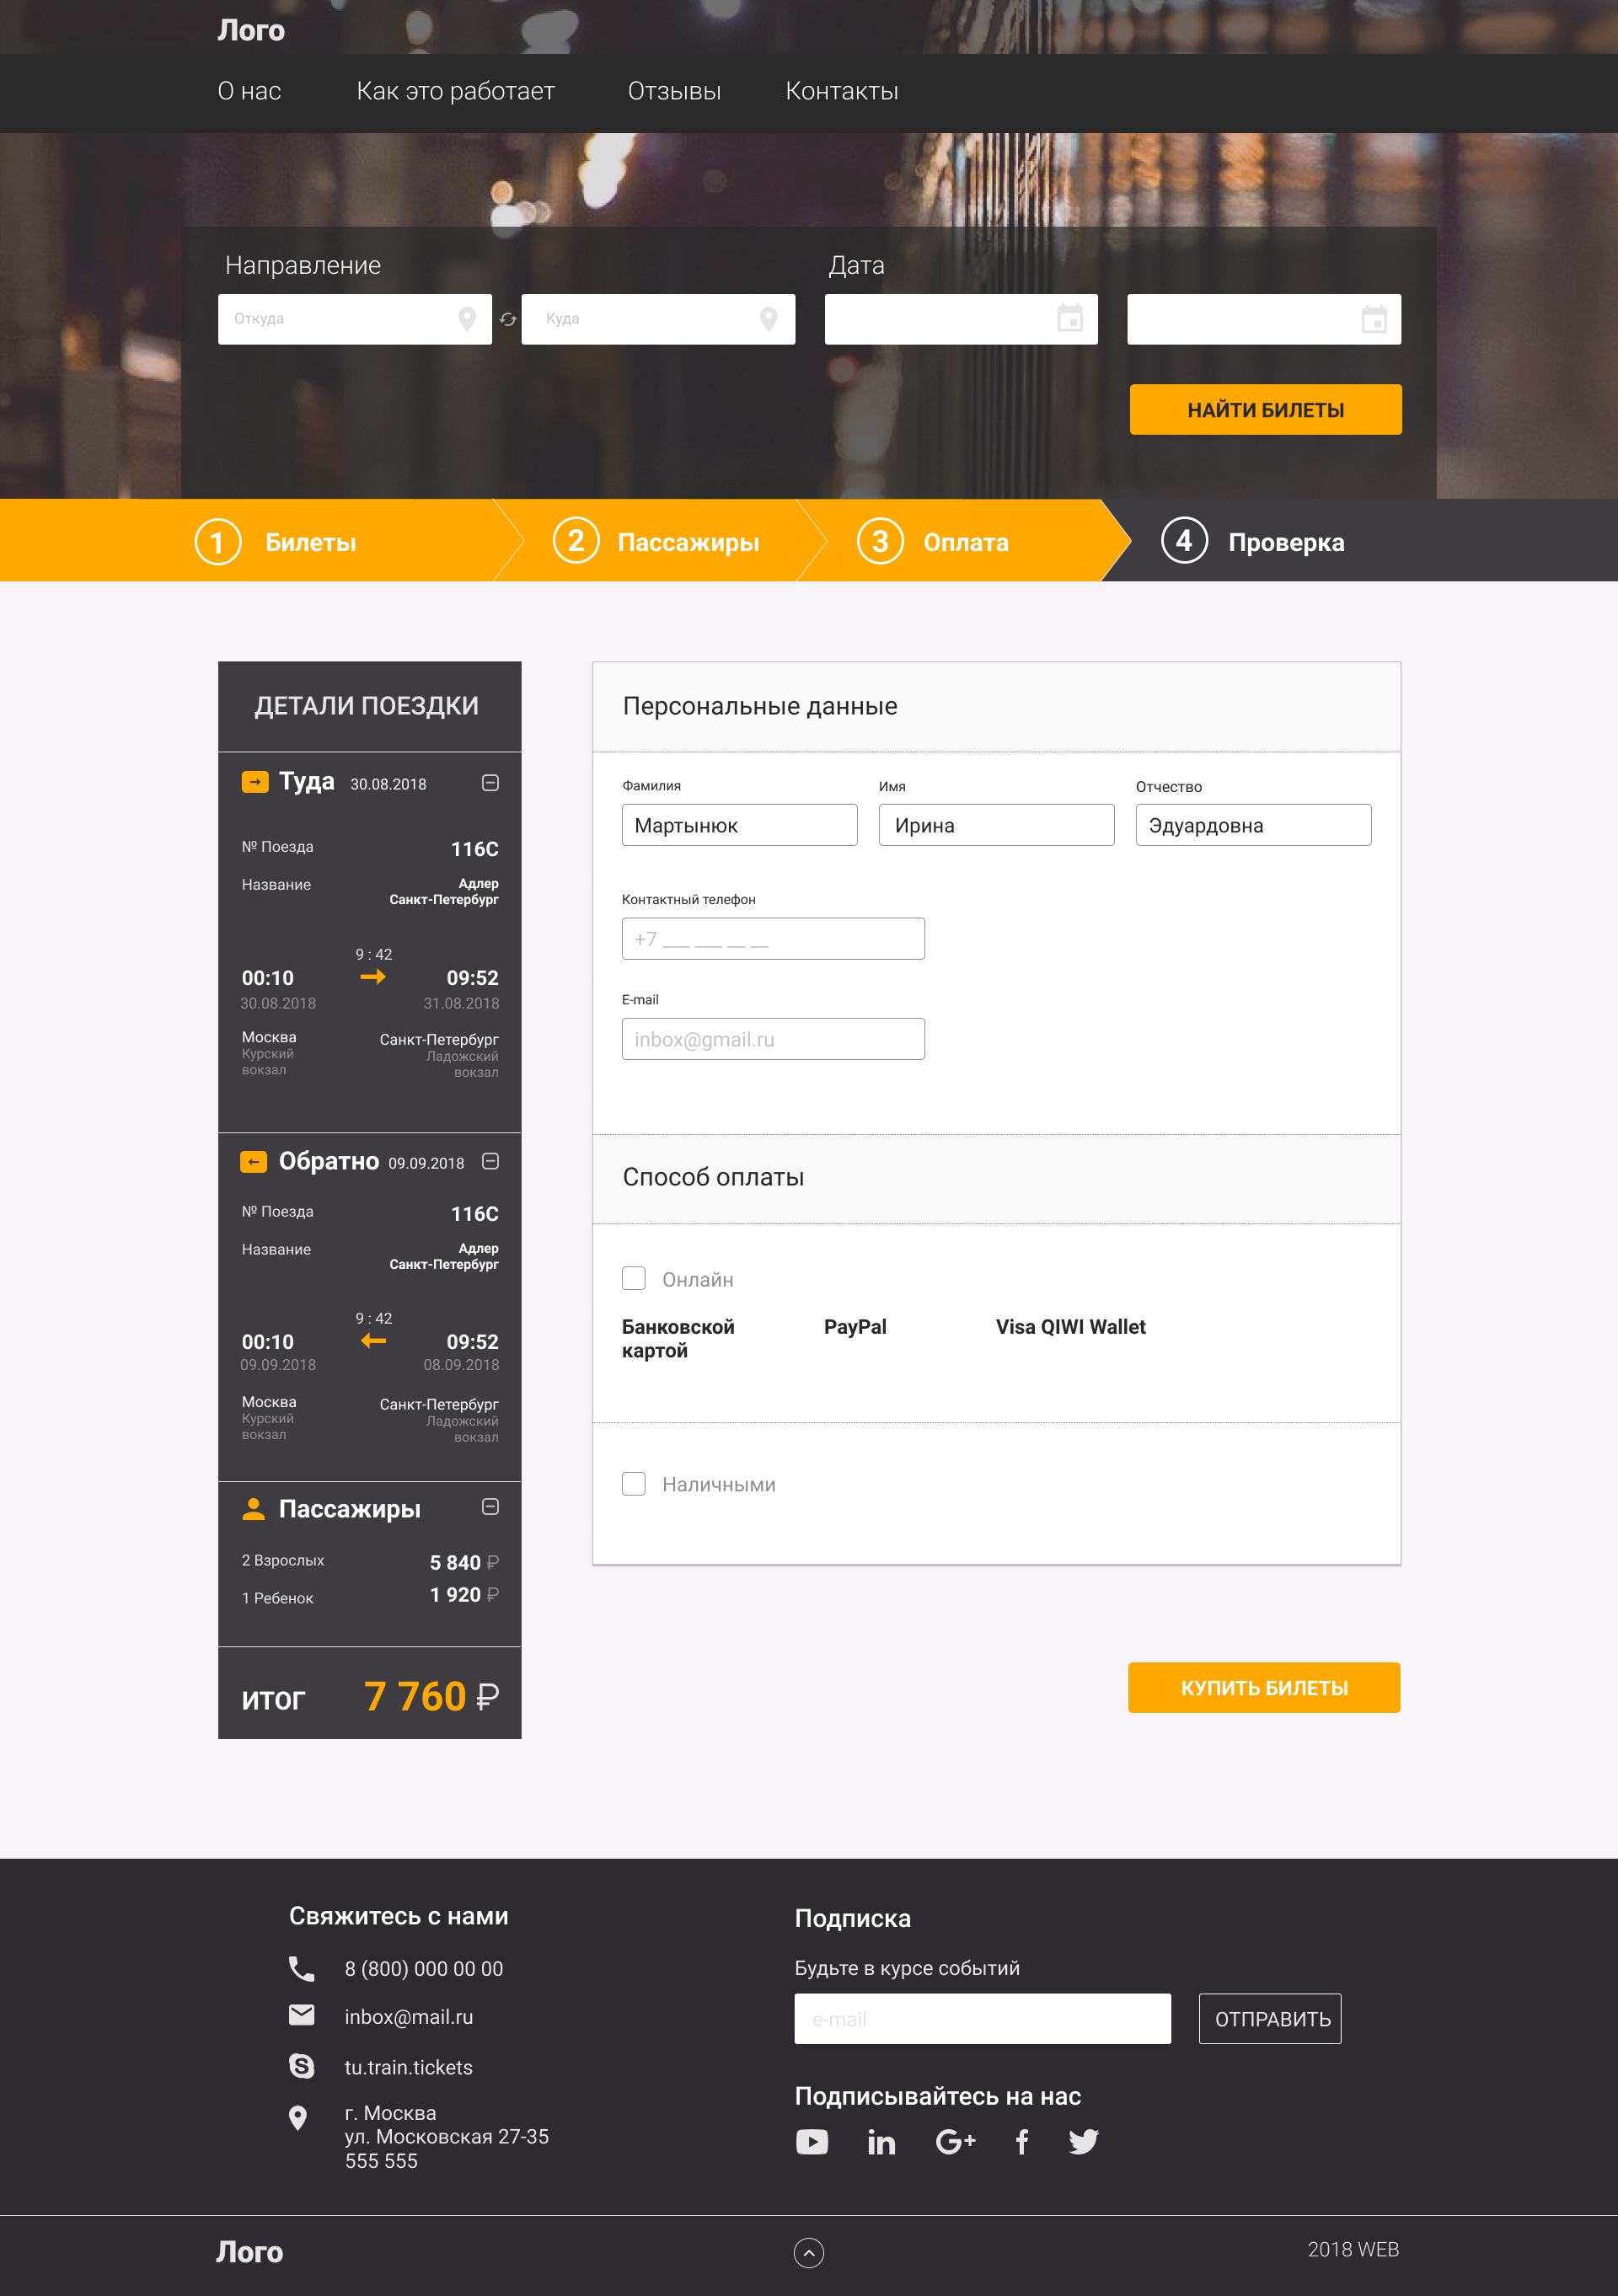 Лого
О нас Как это работает Отзывы Контакты
Направление Дата
Откуда Куда
НАЙТИ БИЛЕТЫ
1 Билеты 2 Пассажиры 3 Оплата 4 Проверка
ДЕТАЛИ ПОЕЗДКИ
Туда 30.08.2018
№ Поезда 116С
Название Адлер
Санкт-Петербург
9 : 42
00:10 09:52
30.08.2018 31.08.2018
Москва Санкт-Петербург
Курский Ладожский
вокзал вокзал
Обратно 09.09.2018
№ Поезда 116С
Название Адлер
Санкт-Петербург
9 : 42
00:10 09:52
09.09.2018 08.09.2018
Москва Санкт-Петербург
Курский Ладожский
вокзал вокзал
Пассажиры
2 Взрослых 5 840 ₽
1 Ребенок 1 920 ₽
ИТОГ 7 760 ₽
Персональные данные
Фамилия Имя Отчество
Мартынюк Ирина Эдуардовна
Контактный телефон
+7 ___ ___ __ __
E-mail
inbox@gmail.ru
Способ оплаты
Онлайн
Банковской PayPal Visa QIWI Wallet
картой
Наличными
КУПИТЬ БИЛЕТЫ
Свяжитесь с нами
8 (800) 000 00 00
inbox@mail.ru
tu.train.tickets
г. Москва
ул. Московская 27-35
555 555
Подписка
Будьте в курсе событий
e-mail ОТПРАВИТЬ
Подписывайтесь на нас
in G+ f
Лого 2018 WEB